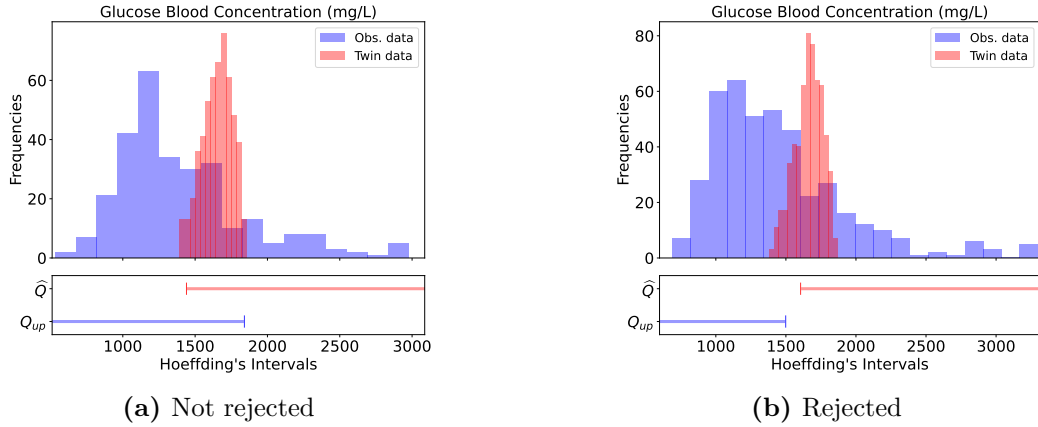 Glucose Blood Concentration (mg/L)
Obs. data
Twin data
Frequencies
60
40
20
0
Q̂
Q_up
1000 1500 2000 2500 3000
Hoeffding's Intervals
(a) Not rejected
Glucose Blood Concentration (mg/L)
Obs. data
Twin data
Frequencies
80
60
40
20
0
Q̂
Q_up
1000 1500 2000 2500 3000
Hoeffding's Intervals
(b) Rejected